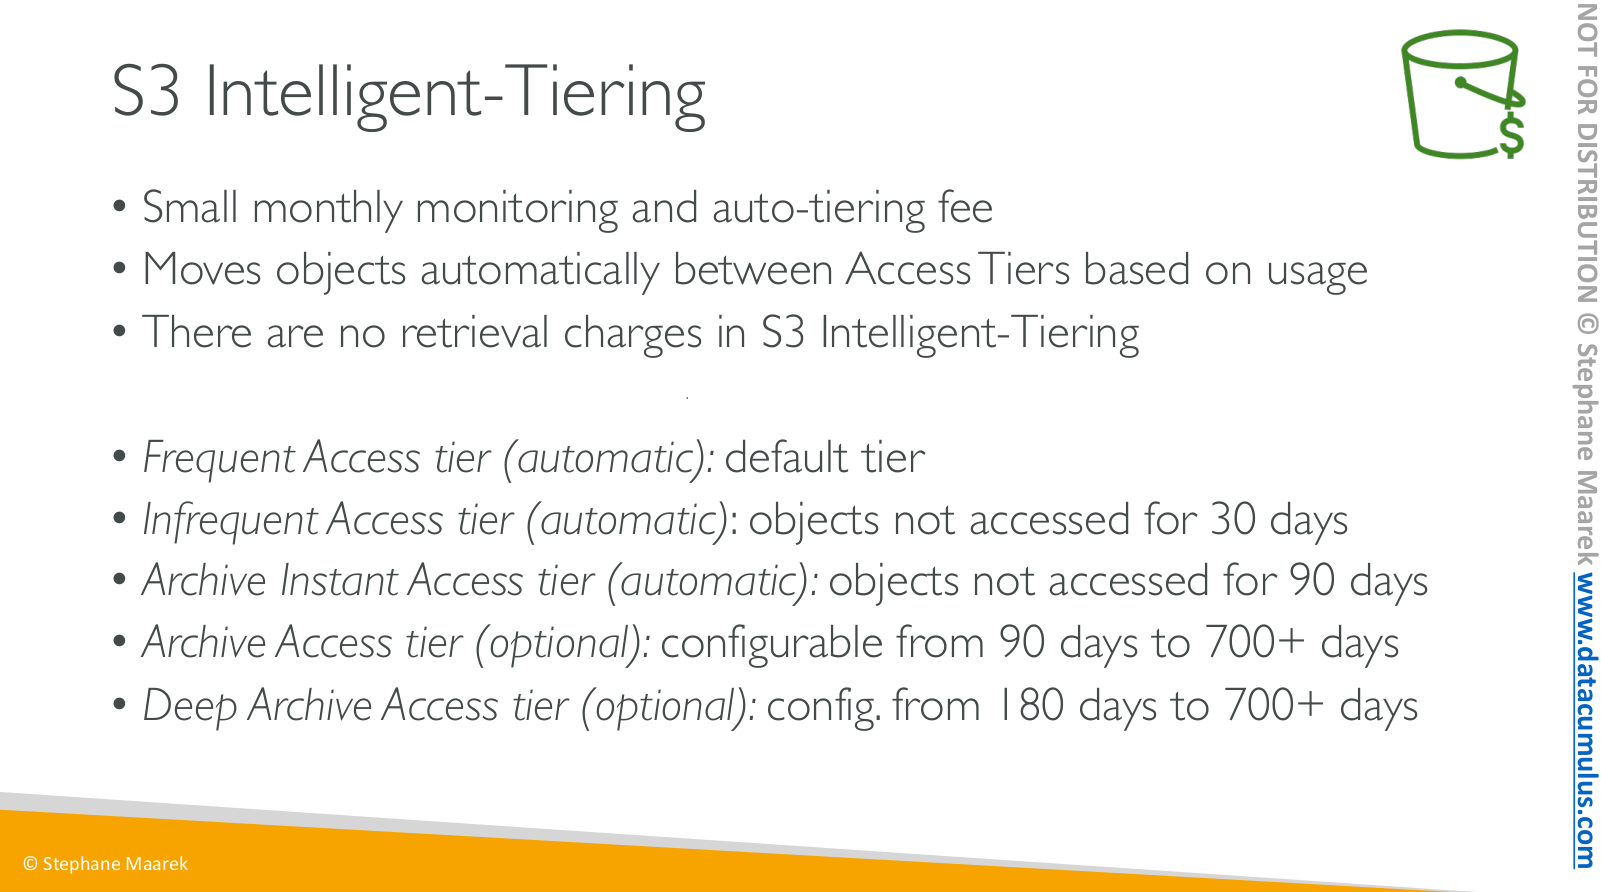 S3 Intelligent-Tiering
• Small monthly monitoring and auto-tiering fee
• Moves objects automatically between Access Tiers based on usage
• There are no retrieval charges in S3 Intelligent-Tiering
• Frequent Access tier (automatic): default tier
• Infrequent Access tier (automatic): objects not accessed for 30 days
• Archive Instant Access tier (automatic): objects not accessed for 90 days
• Archive Access tier (optional): configurable from 90 days to 700+ days
• Deep Archive Access tier (optional): config. from 180 days to 700+ days
© Stephane Maarek
NOT FOR DISTRIBUTION © Stephane Maarek www.datacumulus.com